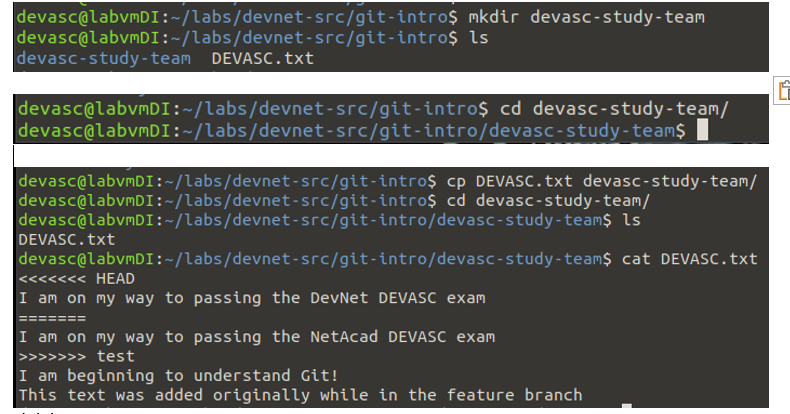 devasc@labvmDI:~/labs/devnet-src/git-intro$ mkdir devasc-study-team
devasc@labvmDI:~/labs/devnet-src/git-intro$ ls
devasc-study-team  DEVASC.txt
devasc@labvmDI:~/labs/devnet-src/git-intro$ cd devasc-study-team/
devasc@labvmDI:~/labs/devnet-src/git-intro/devasc-study-team$
devasc@labvmDI:~/labs/devnet-src/git-intro$ cp DEVASC.txt devasc-study-team/
devasc@labvmDI:~/labs/devnet-src/git-intro$ cd devasc-study-team/
devasc@labvmDI:~/labs/devnet-src/git-intro/devasc-study-team$ ls
DEVASC.txt
devasc@labvmDI:~/labs/devnet-src/git-intro/devasc-study-team$ cat DEVASC.txt
<<<<<<< HEAD
I am on my way to passing the DevNet DEVASC exam
=======
I am on my way to passing the NetAcad DEVASC exam
>>>>>>> test
I am beginning to understand Git!
This text was added originally while in the feature branch